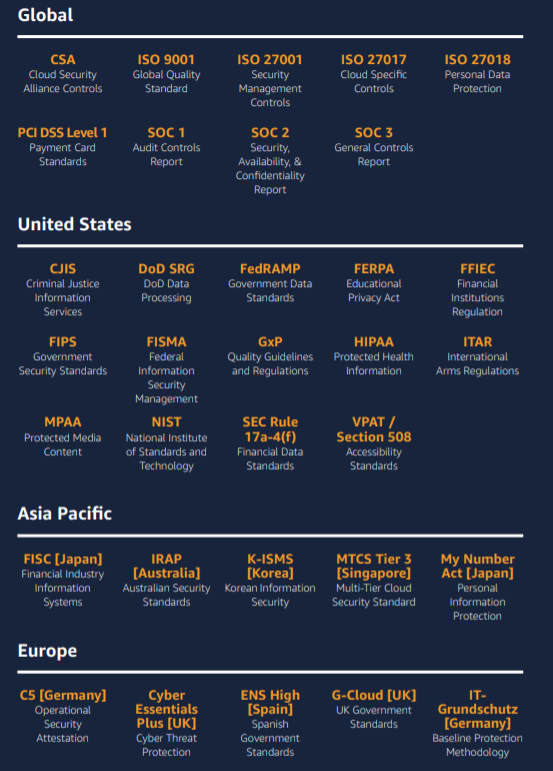 Global
CSA
Cloud Security
Alliance Controls
ISO 9001
Global Quality
Standard
ISO 27001
Security
Management
Controls
ISO 27017
Cloud Specific
Controls
ISO 27018
Personal Data
Protection
PCI DSS Level 1
Payment Card
Standards
SOC 1
Audit Controls
Report
SOC 2
Security,
Availability, &
Confidentiality
Report
SOC 3
General Controls
Report
United States
CJIS
Criminal Justice
Information
Services
DoD SRG
DoD Data
Processing
FedRAMP
Government Data
Standards
FERPA
Educational
Privacy Act
FFIEC
Financial
Institutions
Regulation
FIPS
Government
Security Standards
FISMA
Federal
Information
Security
Management
GxP
Quality Guidelines
and Regulations
HIPAA
Protected Health
Information
ITAR
International
Arms Regulations
MPAA
Protected Media
Content
NIST
National Institute
of Standards and
Technology
SEC Rule
17a-4(f)
Financial Data
Standards
VPAT /
Section 508
Accessibility
Standards
Asia Pacific
FISC [Japan]
Financial Industry
Information
Systems
IRAP
[Australia]
Australian Security
Standards
K-ISMS
[Korea]
Korean Information
Security
MTCS Tier 3
[Singapore]
Multi-Tier Cloud
Security Standard
My Number
Act [Japan]
Personal
Information
Protection
Europe
C5 [Germany]
Operational
Security
Attestation
Cyber
Essentials
Plus [UK]
Cyber Threat
Protection
ENS High
[Spain]
Spanish
Government
Standards
G-Cloud [UK]
UK Government
Standards
IT-
Grundschutz
[Germany]
Baseline Protection
Methodology